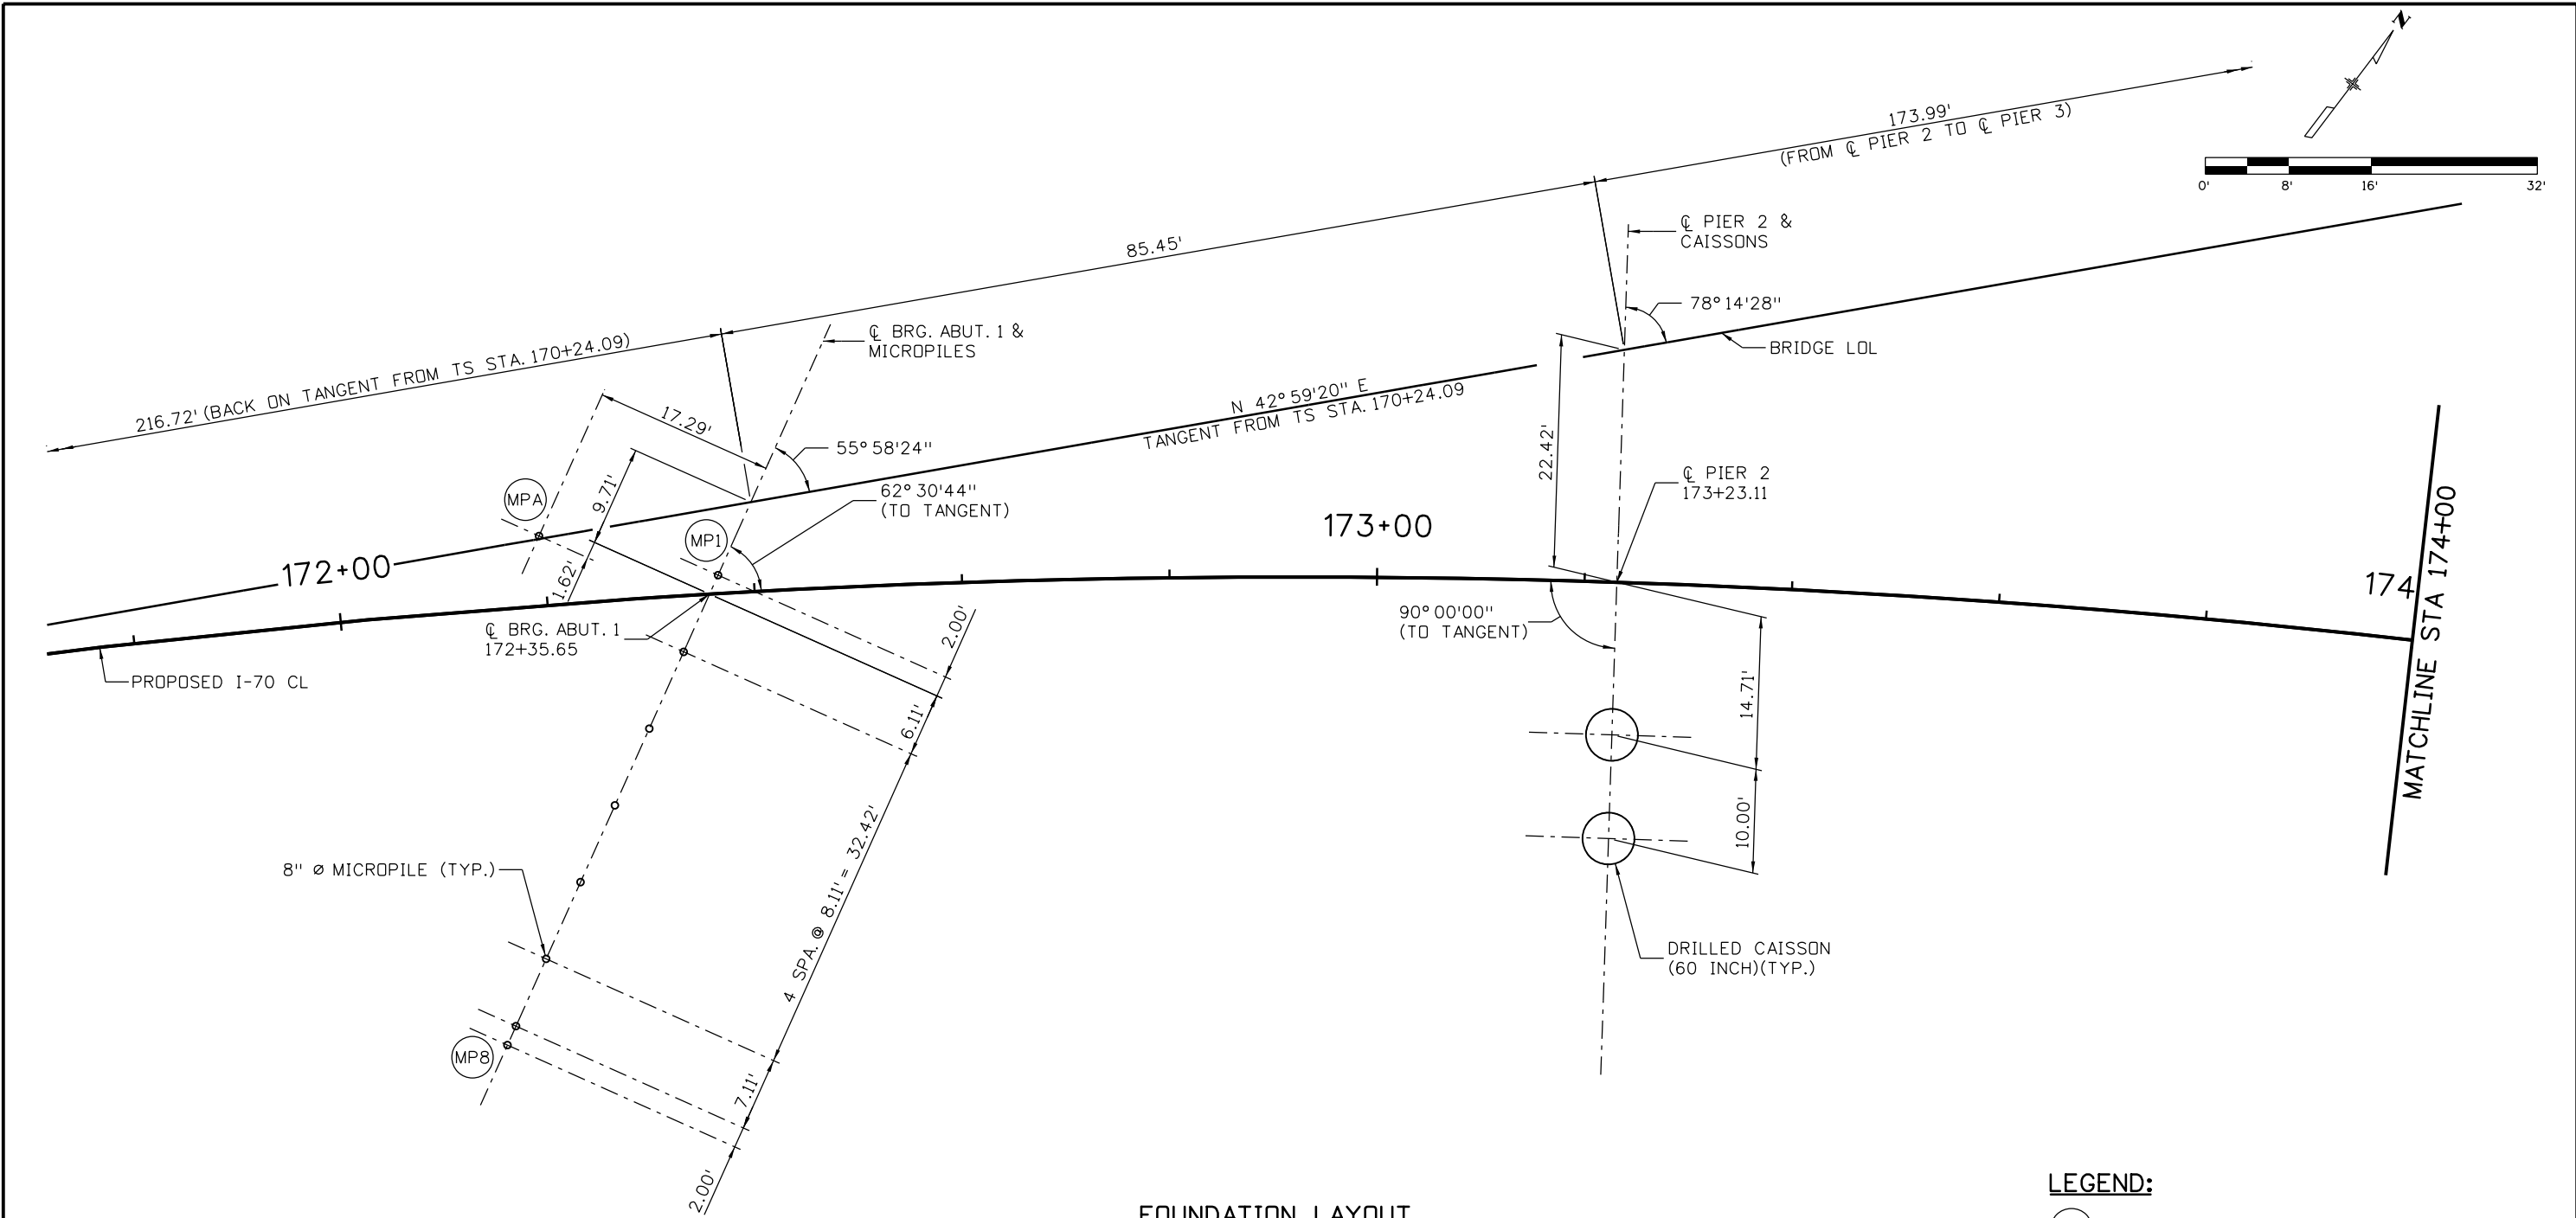 N
0' 8' 16' 32'
173.99'
(FROM ℄ PIER 2 TO ℄ PIER 3)
85.45'
216.72' (BACK ON TANGENT FROM TS STA. 170+24.09)
℄ PIER 2 &
CAISSONS
78°14'28"
BRIDGE LOL
℄ BRG. ABUT. 1 &
MICROPILES
17.29'
55°58'24"
N 42°59'20" E
TANGENT FROM TS STA. 170+24.09
22.42'
9.71'
MPA
62°30'44"
(TO TANGENT)
℄ PIER 2
173+23.11
MP1
173+00
172+00
1.62'
174
MATCHLINE STA 174+00
℄ BRG. ABUT. 1
172+35.65
2.00'
90°00'00"
(TO TANGENT)
PROPOSED I-70 CL
6.11'
14.71'
10.00'
4 SPA. @ 8.11' = 32.42'
8" Ø MICROPILE (TYP.)
DRILLED CAISSON
(60 INCH)(TYP.)
MP8
7.11'
2.00'
LEGEND:
FOUNDATION LAYOUT